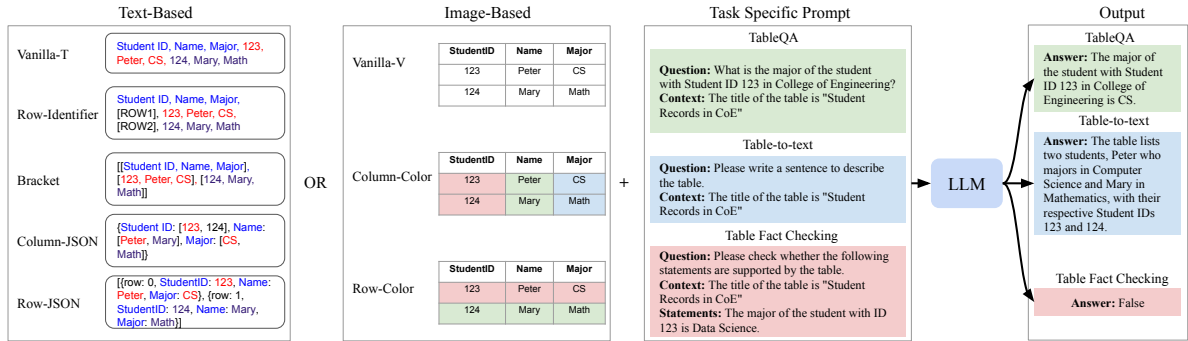 Text-Based
Vanilla-T
Student ID, Name, Major, 123,
Peter, CS, 124, Mary, Math
Row-Identifier
Student ID, Name, Major,
[ROW1], 123, Peter, CS,
[ROW2], 124, Mary, Math
Bracket
[[Student ID, Name, Major],
[123, Peter, CS], [124, Mary,
Math]]
Column-JSON
{Student ID: [123, 124], Name:
[Peter, Mary], Major: [CS,
Math]}
Row-JSON
[{row: 0, StudentID: 123, Name:
Peter, Major: CS}, {row: 1,
StudentID: 124, Name: Mary,
Major: Math}]
OR
Image-Based
Vanilla-V
StudentID Name Major
123 Peter CS
124 Mary Math
Column-Color
StudentID Name Major
123 Peter CS
124 Mary Math
Row-Color
StudentID Name Major
123 Peter CS
124 Mary Math
+
Task Specific Prompt
TableQA
Question: What is the major of the student
with Student ID 123 in College of Engineering?
Context: The title of the table is "Student
Records in CoE"
Table-to-text
Question: Please write a sentence to describe
the table.
Context: The title of the table is "Student
Records in CoE"
Table Fact Checking
Question: Please check whether the following
statements are supported by the table.
Context: The title of the table is "Student
Records in CoE"
Statements: The major of the student with ID
123 is Data Science.
LLM
Output
TableQA
Answer: The major of
the student with Student
ID 123 in College of
Engineering is CS.
Table-to-text
Answer: The table lists
two students, Peter who
majors in Computer
Science and Mary in
Mathematics, with their
respective Student IDs
123 and 124.
Table Fact Checking
Answer: False